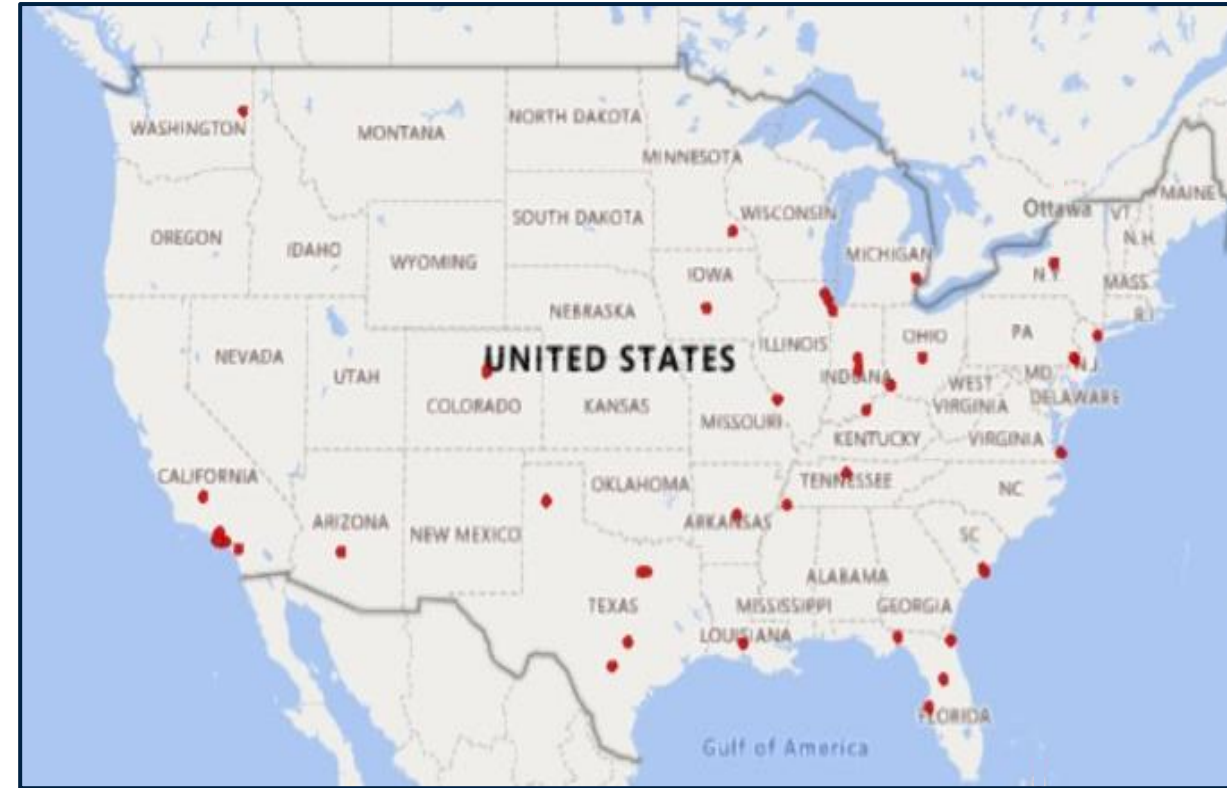 WASHINGTON
MONTANA
NORTH DAKOTA
MINNESOTA
OREGON
IDAHO
WYOMING
SOUTH DAKOTA
WISCONSIN
MICHIGAN
Ottawa
VT
MAINE
N.H.
N.Y.
MASS
R.I
NEVADA
UTAH
COLORADO
NEBRASKA
IOWA
UNITED STATES
KANSAS
ILLINOIS
INDIANA
OHIO
PA
N.J.
MD
DELAWARE
WEST
VIRGINIA
VIRGINIA
MISSOURI
KENTUCKY
CALIFORNIA
ARIZONA
NEW MEXICO
OKLAHOMA
ARKANSAS
TENNESSEE
NC
SC
TEXAS
LOUISIANA
MISSISSIPPI
ALABAMA
GEORGIA
FLORIDA
Gulf of America